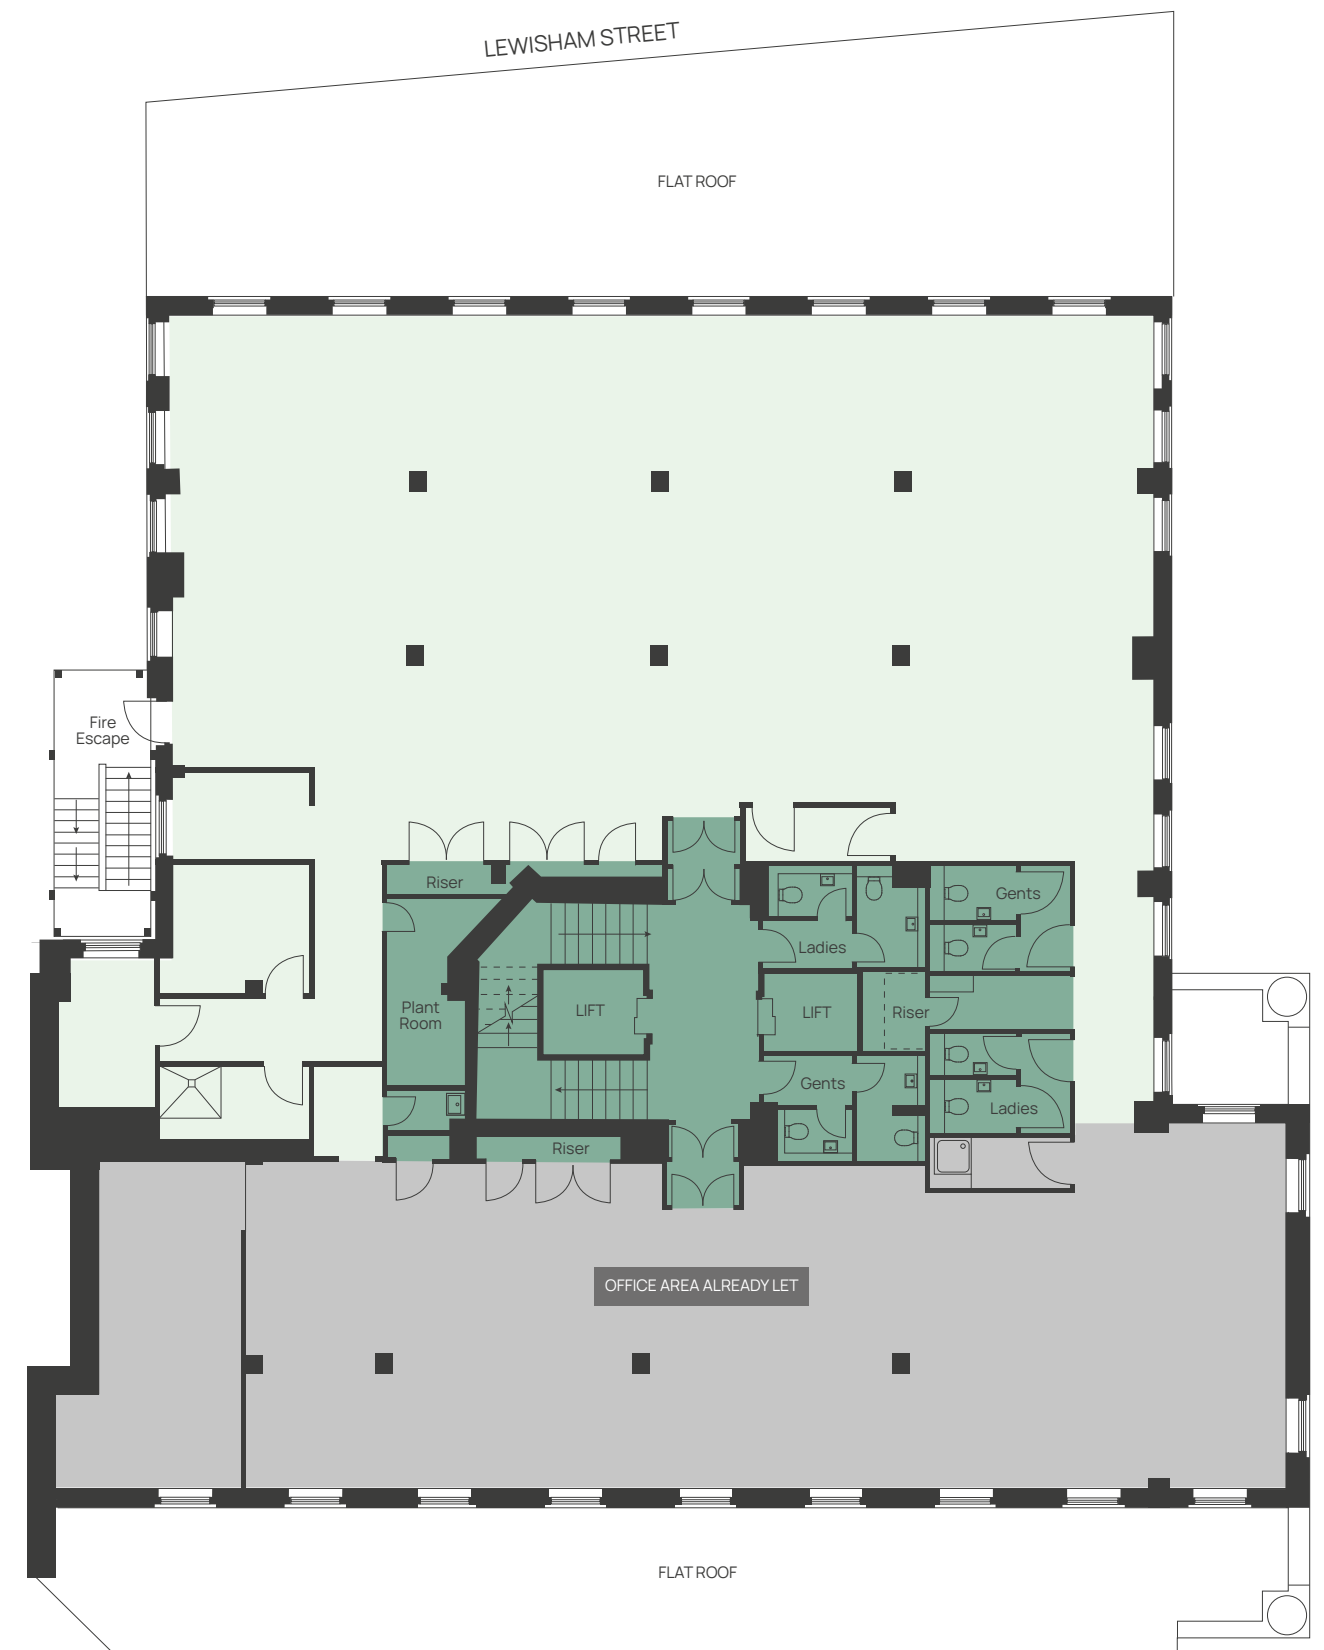 LEWISHAM STREET
FLAT ROOF
Fire
Escape
Riser
Gents
Ladies
Plant
Room
LIFT
LIFT
Riser
Gents
Ladies
Riser
OFFICE AREA ALREADY LET
FLAT ROOF